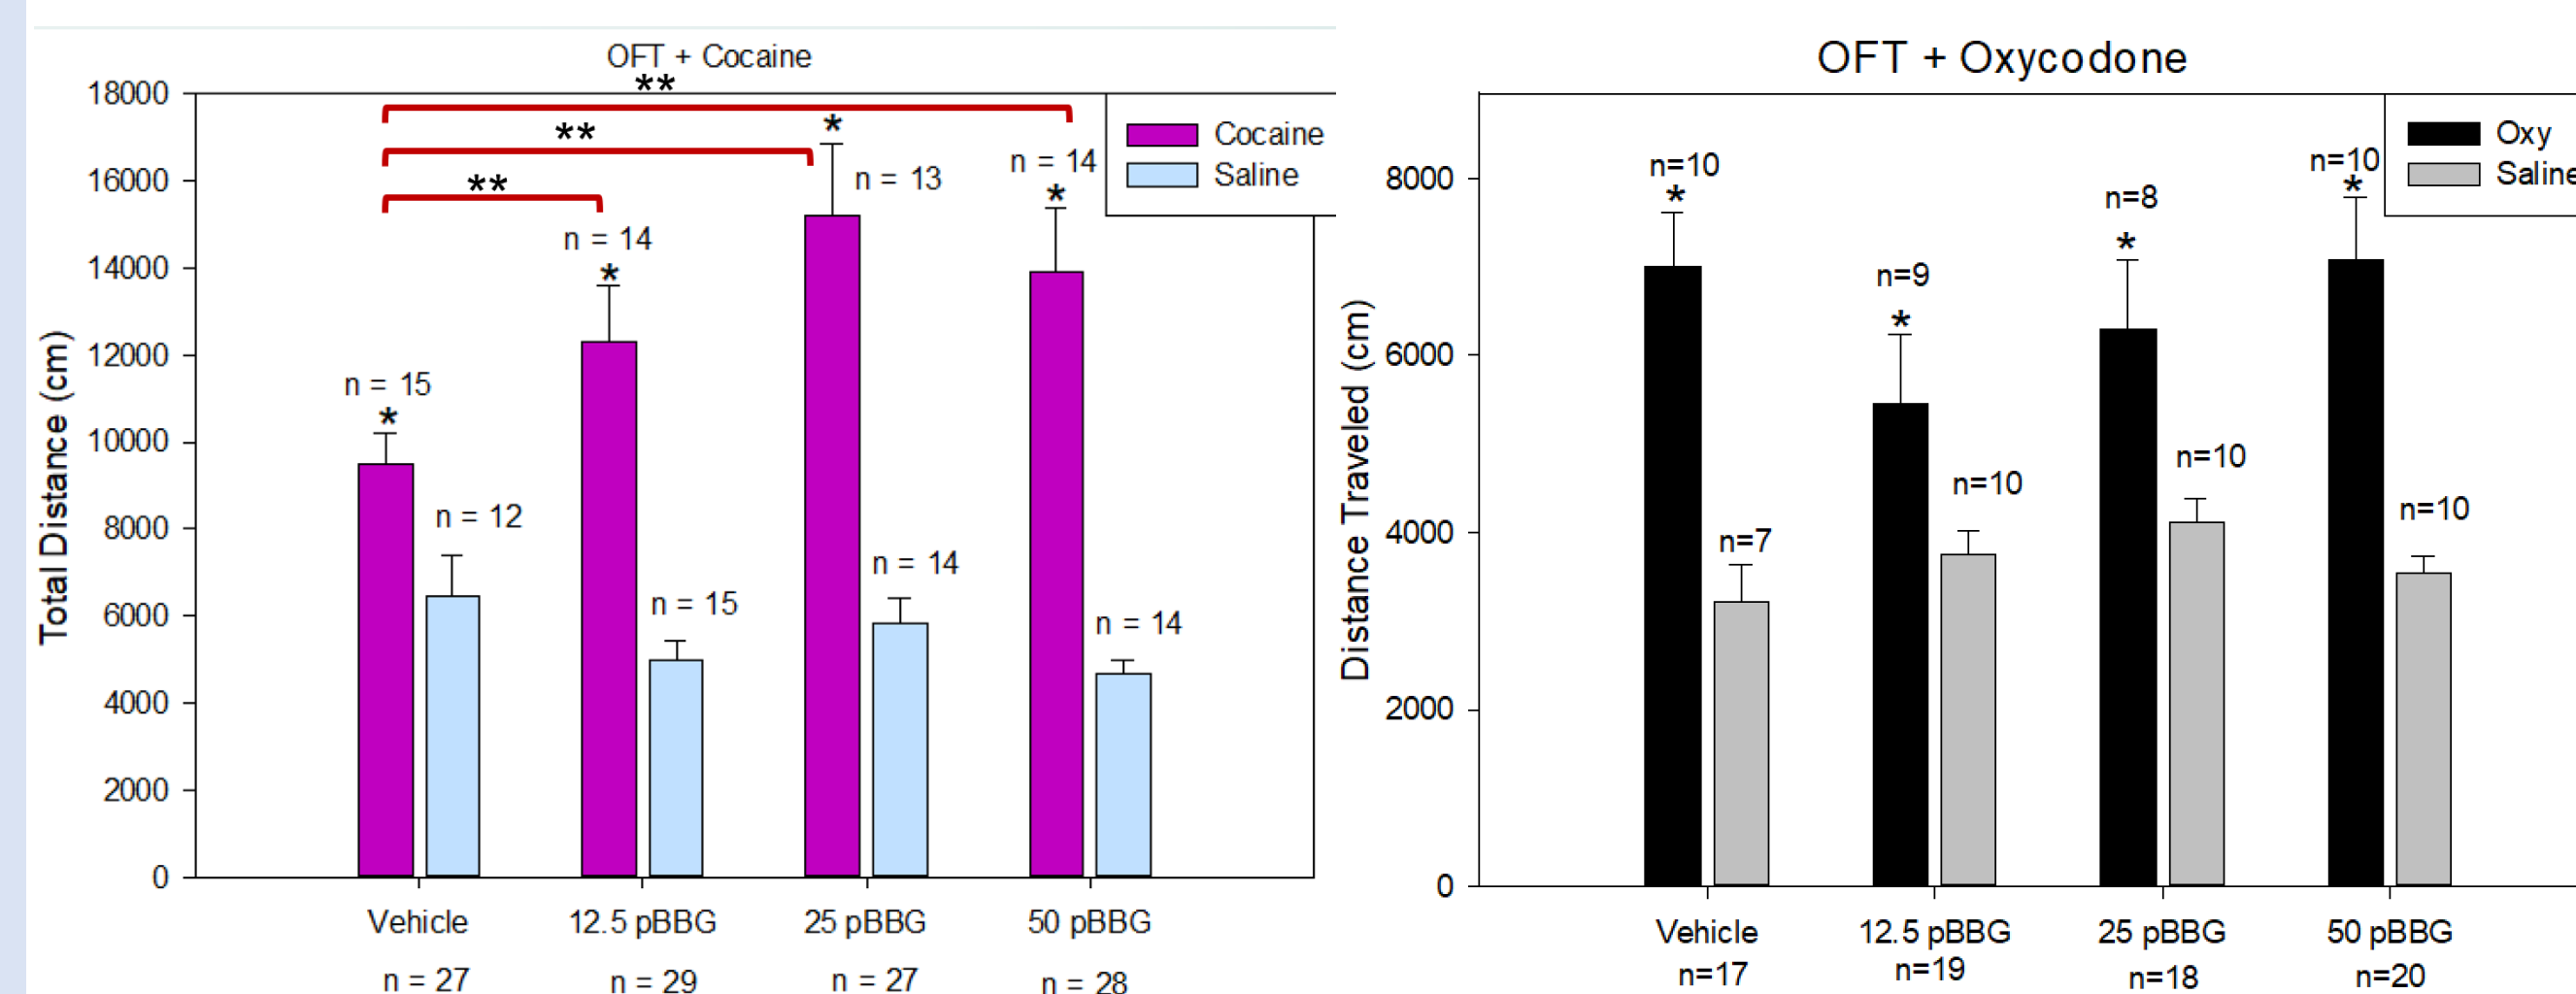 OFT + Cocaine
**
18000
16000
14000
12000
10000
8000
6000
4000
2000
0
Total Distance (cm)
**
**
Cocaine
Saline
n = 15
*
n = 12
n = 14
*
n = 15
*
n = 13
n = 14
n = 14
*
n = 14
Vehicle
12.5 pBBG
25 pBBG
50 pBBG
n = 27
n = 29
n = 27
n = 28
OFT + Oxycodone
8000
6000
4000
2000
0
Distance Traveled (cm)
Oxy
Saline
n=10
*
n=7
n=9
*
n=10
n=8
*
n=10
n=10
*
n=10
Vehicle
12.5 pBBG
25 pBBG
50 pBBG
n=17
n=19
n=18
n=20